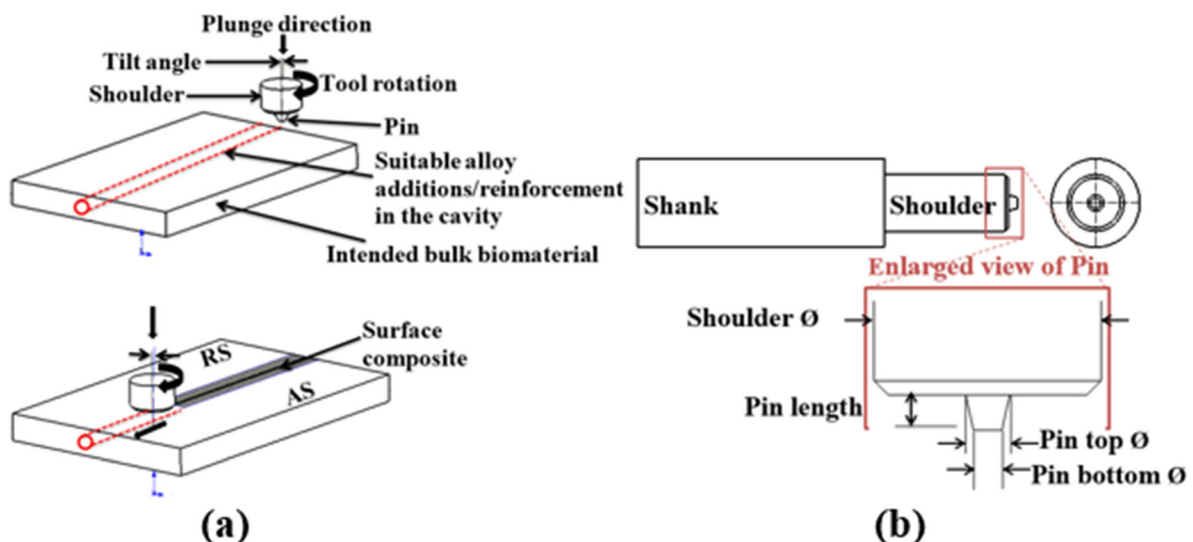 Plunge direction
Tilt angle
Tool rotation
Shoulder
Pin
Suitable alloy
additions/reinforcement
in the cavity
Intended bulk biomaterial
RS
AS
Surface
composite
(a)
Shank
Shoulder
Enlarged view of Pin
Shoulder Ø
Pin length
Pin top Ø
Pin bottom Ø
(b)